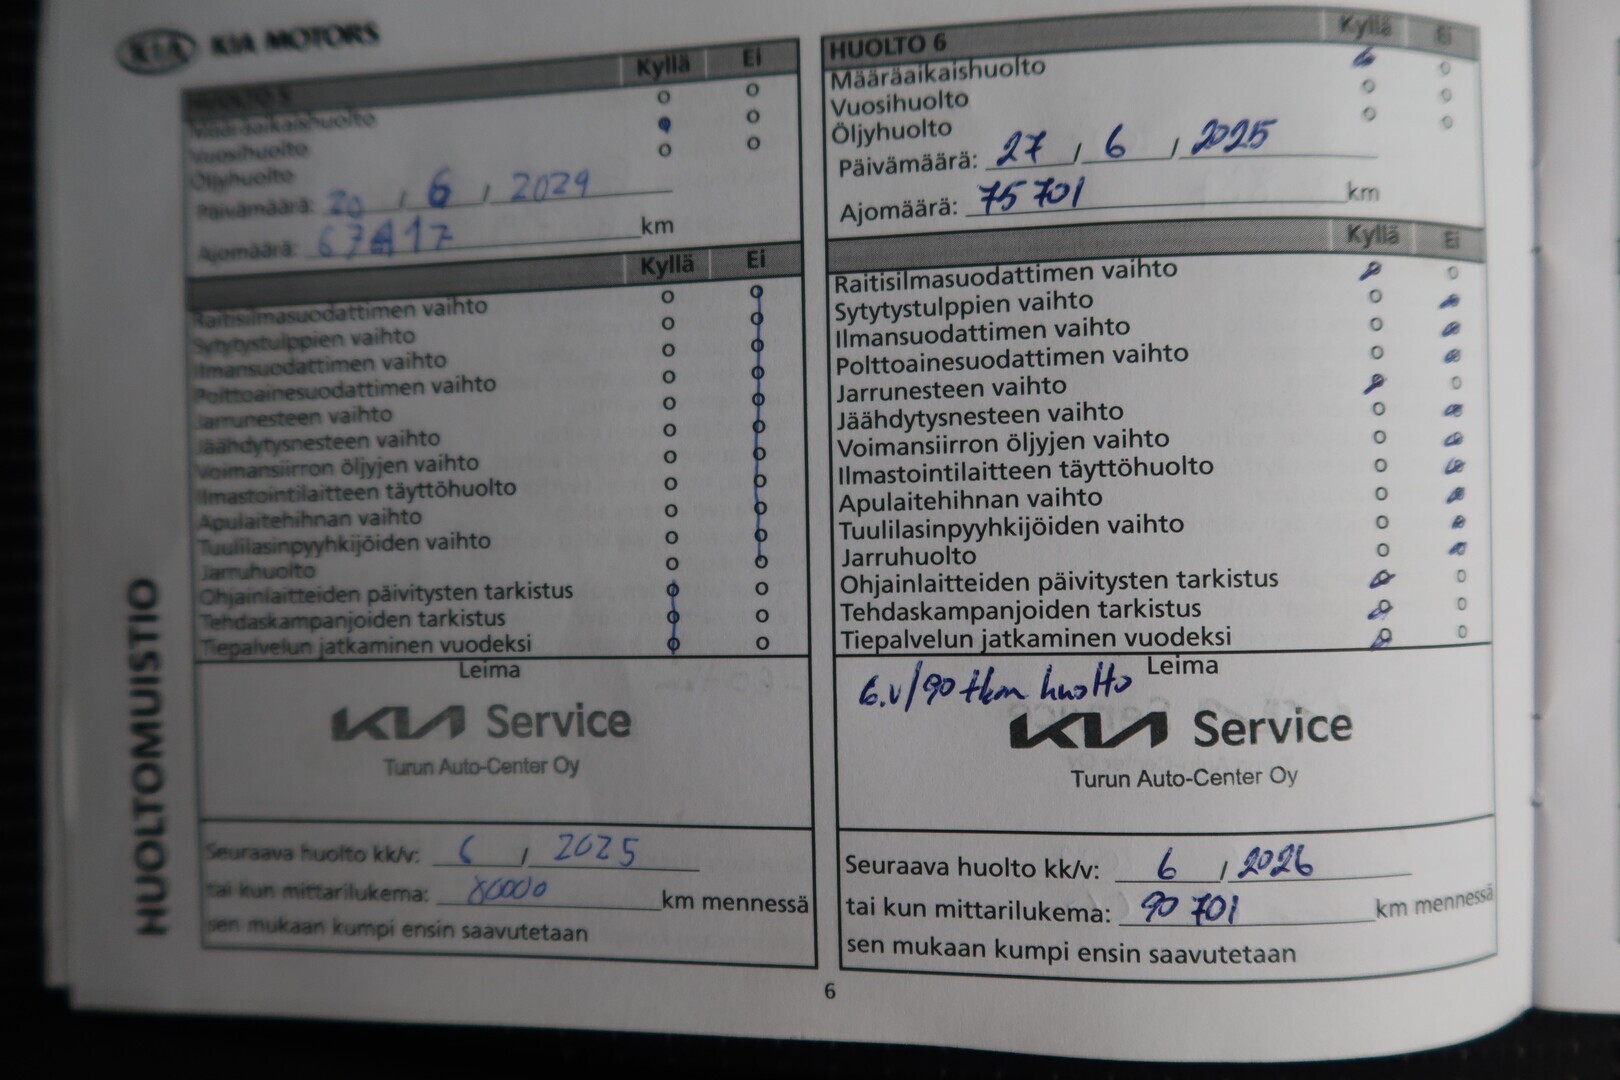 KIA KIA MOTORS
HUOLTO 5 Kyllä Ei
Määräaikaishuolto
Vuosihuolto
Öljyhuolto
Päivämäärä: 20 / 6 / 2024
Ajomäärä: km
Kyllä Ei
Raitisilmasuodattimen vaihto
Sytytystulppien vaihto
Ilmansuodattimen vaihto
Polttoainesuodattimen vaihto
Jarrunesteen vaihto
Jäähdytysnesteen vaihto
Voimansiirron öljyjen vaihto
Ilmastointilaitteen täyttöhuolto
Apulaitehihnan vaihto
Tuulilasinpyyhkijöiden vaihto
Jarruhuolto
Ohjainlaitteiden päivitysten tarkistus
Tehdaskampanjoiden tarkistus
Tiepalvelun jatkaminen vuodeksi
Leima
KIA Service
Turun Auto-Center Oy
Seuraava huolto kk/v: 6 / 2025
tai kun mittarilukema: 80000 km mennessä
sen mukaan kumpi ensin saavutetaan
HUOLTO 6 Kyllä Ei
Määräaikaishuolto
Vuosihuolto
Öljyhuolto
Päivämäärä: 27 / 6 / 2025
Ajomäärä: 75 701 km
Kyllä Ei
Raitisilmasuodattimen vaihto
Sytytystulppien vaihto
Ilmansuodattimen vaihto
Polttoainesuodattimen vaihto
Jarrunesteen vaihto
Jäähdytysnesteen vaihto
Voimansiirron öljyjen vaihto
Ilmastointilaitteen täyttöhuolto
Apulaitehihnan vaihto
Tuulilasinpyyhkijöiden vaihto
Jarruhuolto
Ohjainlaitteiden päivitysten tarkistus
Tehdaskampanjoiden tarkistus
Tiepalvelun jatkaminen vuodeksi
Leima
6.v/90 tkm huolto
KIA Service
Turun Auto-Center Oy
Seuraava huolto kk/v: 6 / 2026
tai kun mittarilukema: 90 701 km mennessä
sen mukaan kumpi ensin saavutetaan
HUOLTOMUISTIO
6